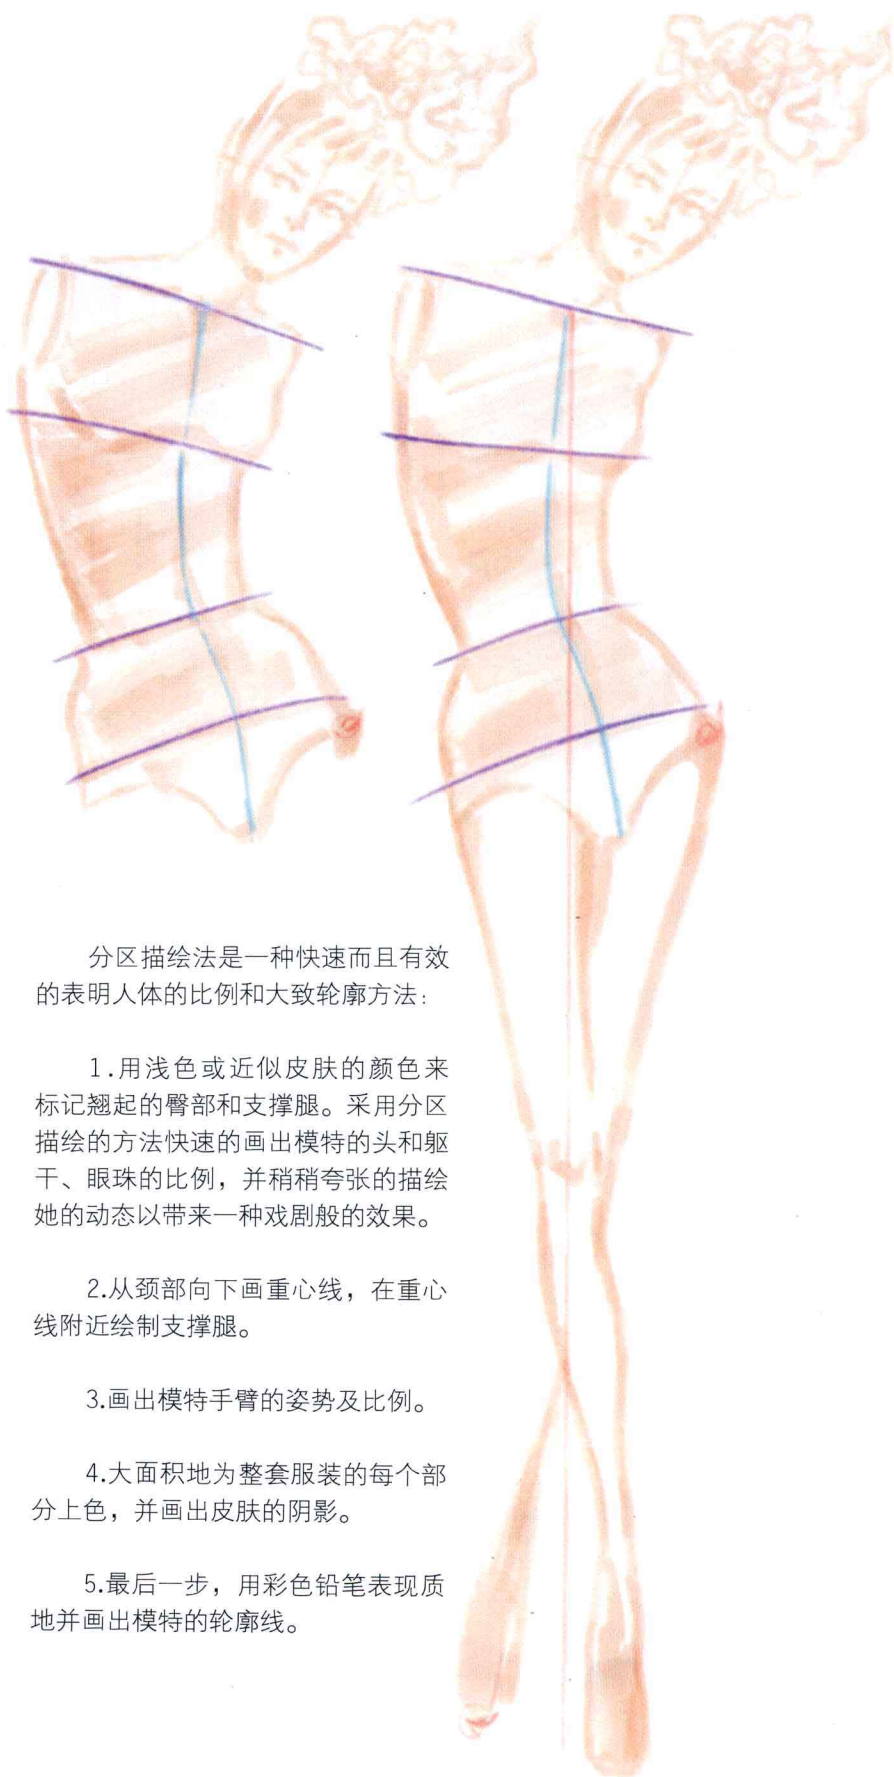 分区描绘法是一种快速而且有效
的表明人体的比例和大致轮廓方法：
1.用浅色或近似皮肤的颜色来
标记翘起的臀部和支撑腿。采用分区
描绘的方法快速的画出模特的头和躯
干、眼珠的比例，并稍稍夸张的描绘
她的动态以带来一种戏剧般的效果。
2.从颈部向下画重心线，在重心
线附近绘制支撑腿。
3.画出模特手臂的姿势及比例。
4.大面积地为整套服装的每个部
分上色，并画出皮肤的阴影。
5.最后一步，用彩色铅笔表现质
地并画出模特的轮廓线。